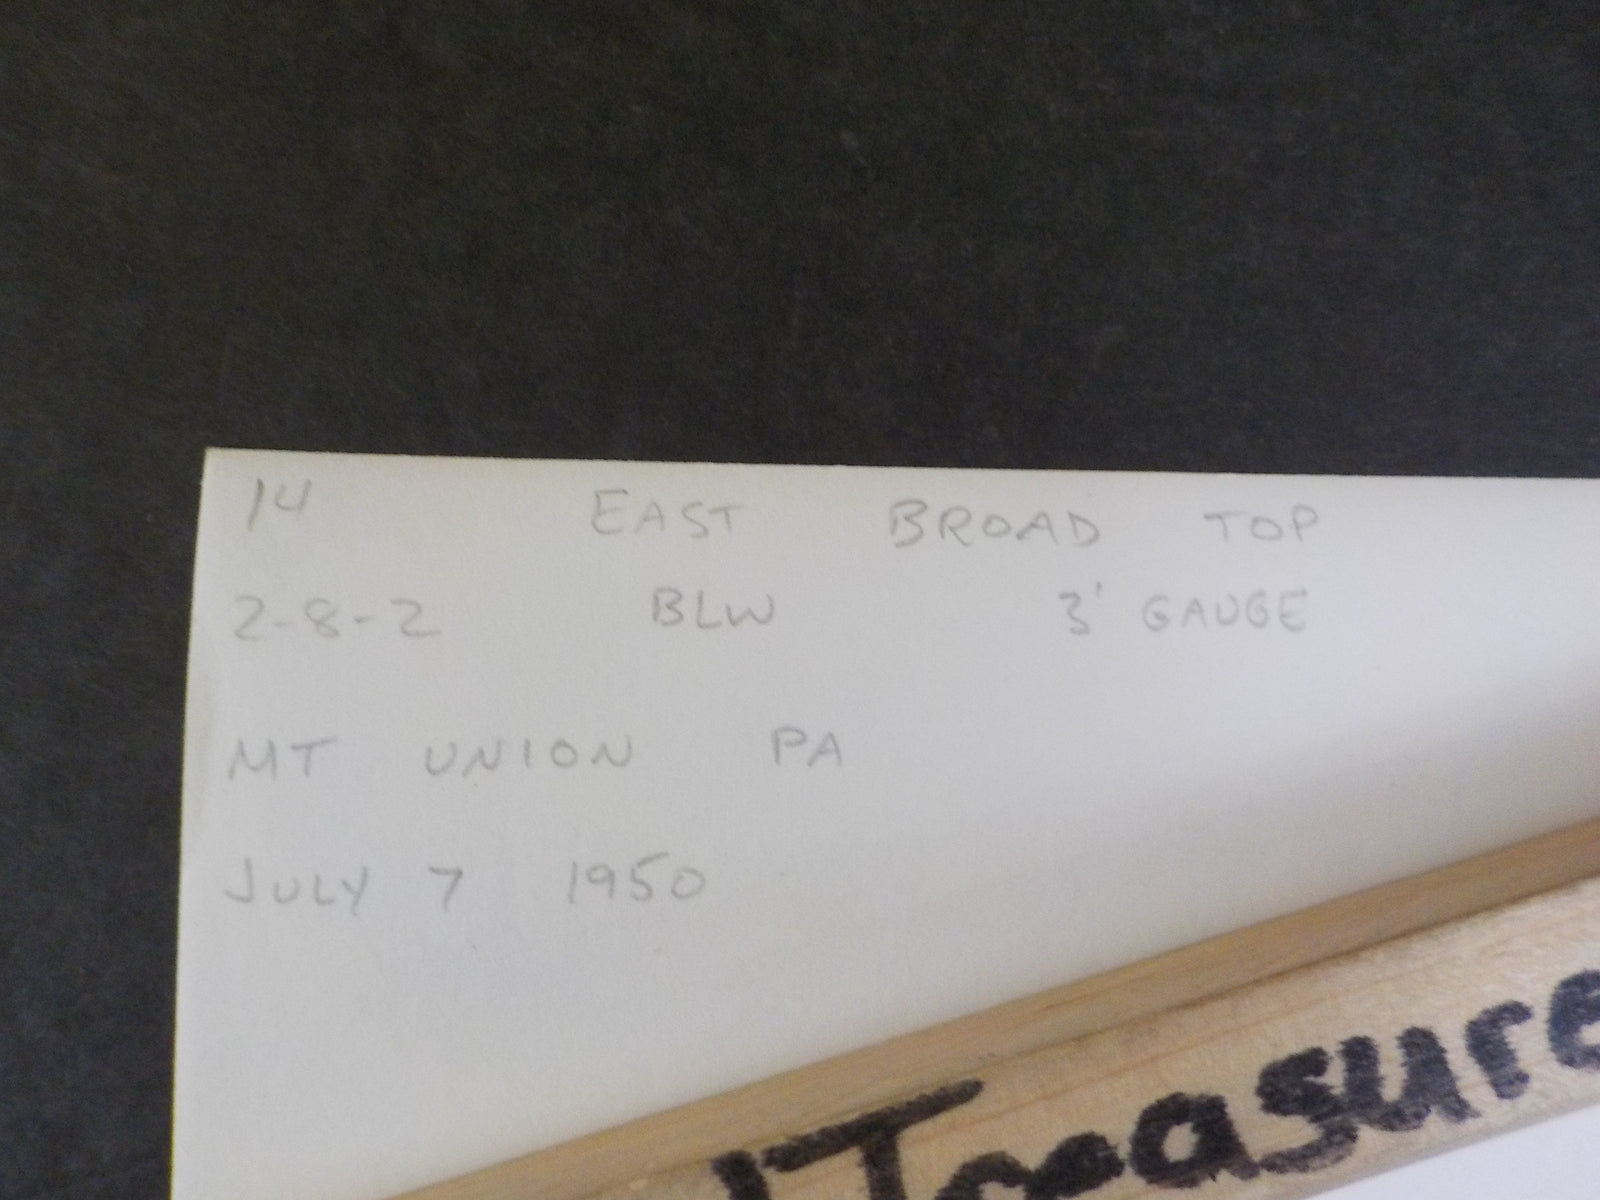 14 EAST BROAD TOP
2-8-2 BLW 3' GAUGE
MT UNION PA
JULY 7 1950
Treasure